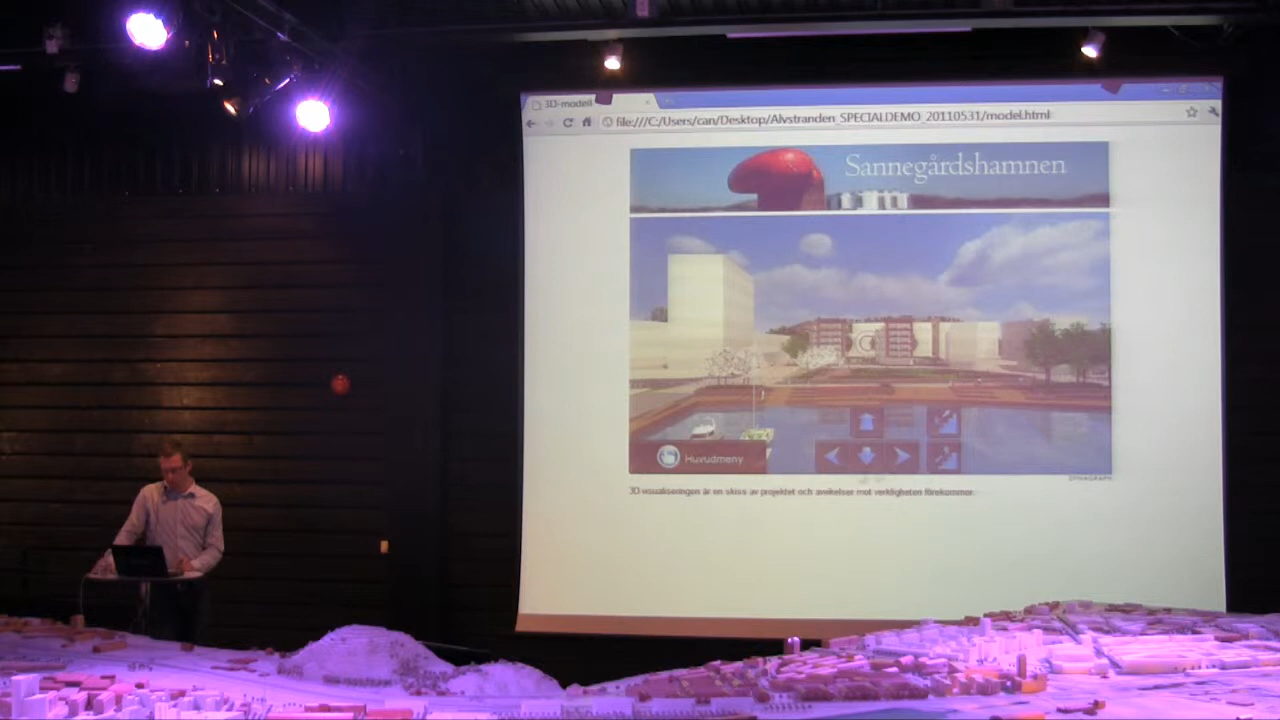 3D-modell
file:///C:/Users/can/Desktop/Alvstranden_SPECIALDEMO_20110531/model.html
Sannegårdshamnen
Huvudmeny
3D-visualiseringen är en skiss av projektet och avvikelser mot verkligheten förekommer.